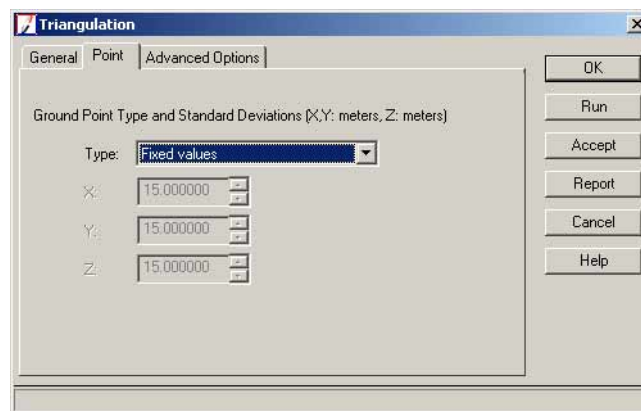 Triangulation
General Point Advanced Options
Ground Point Type and Standard Deviations (X,Y: meters, Z: meters)
Type: Fixed values
X: 15.000000
Y: 15.000000
Z: 15.000000
OK
Run
Accept
Report
Cancel
Help